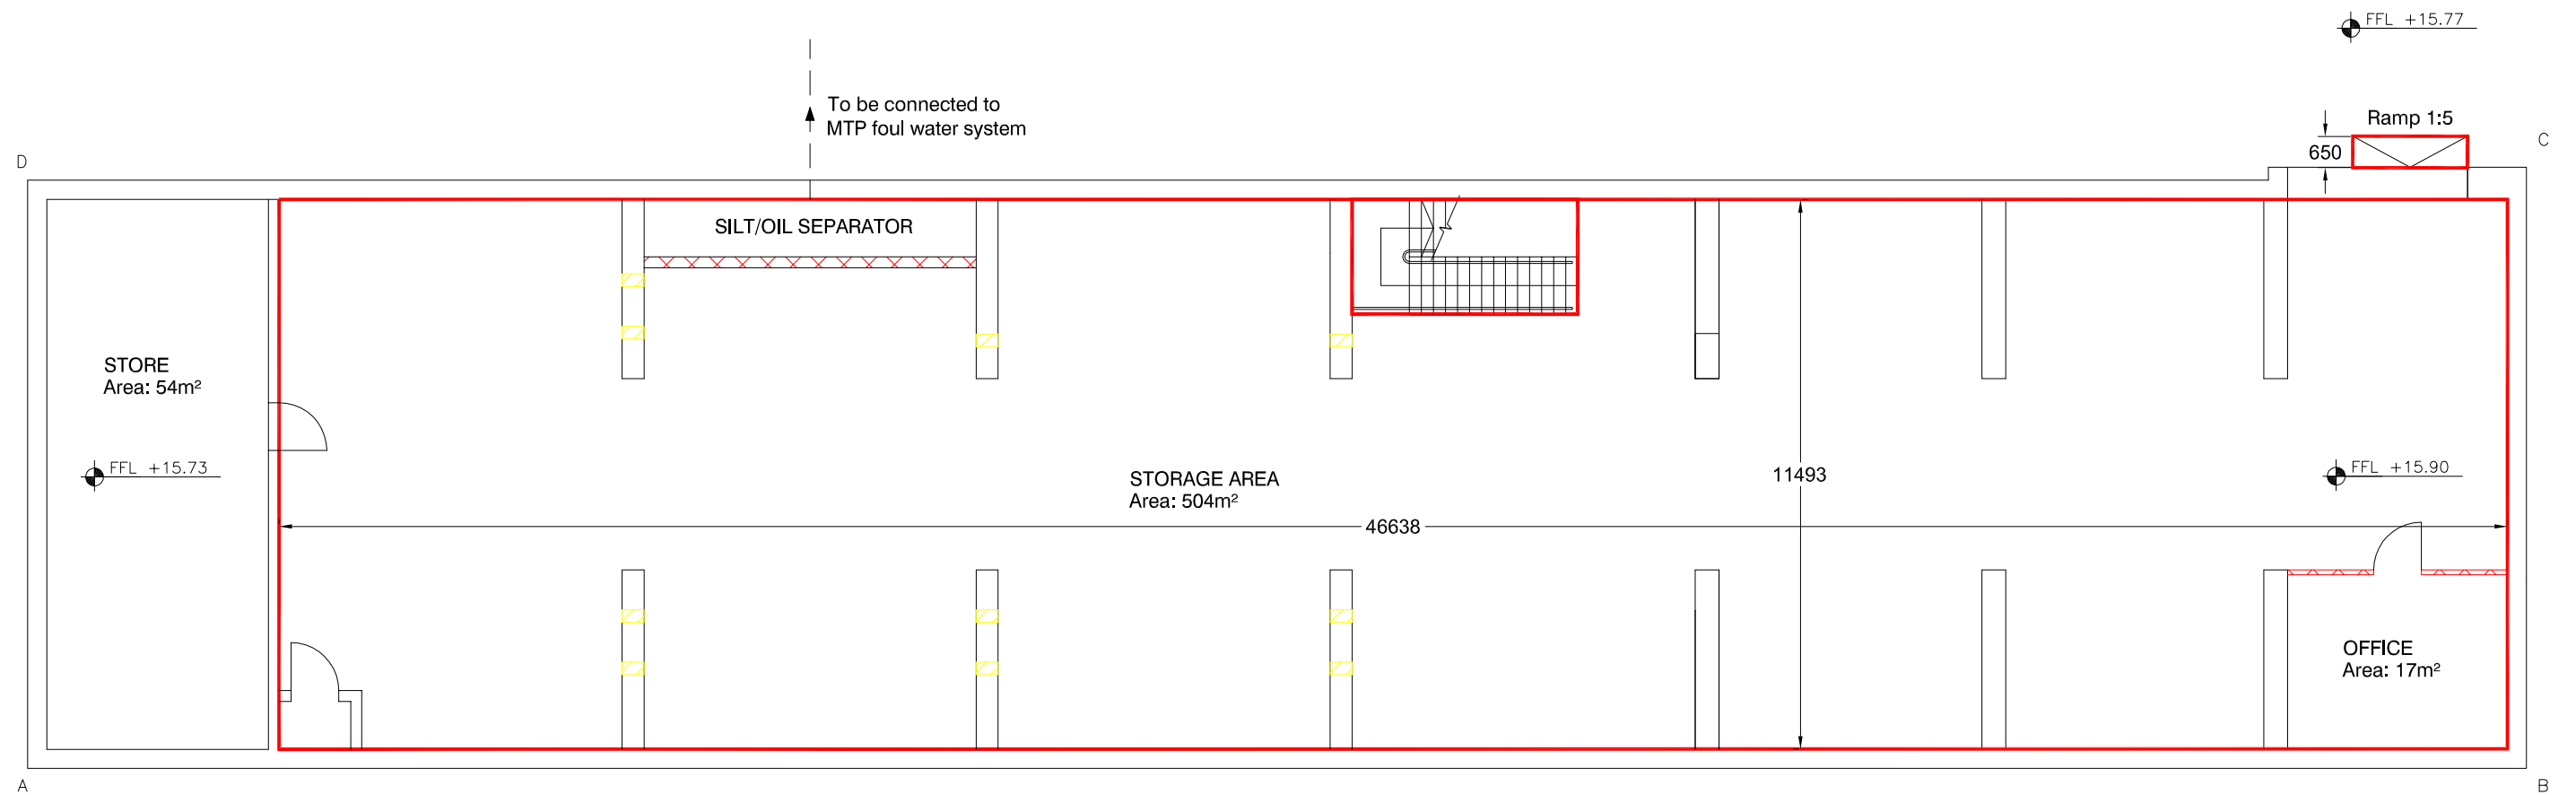 FFL +15.77
Ramp 1:5
To be connected to
MTP foul water system
C
650
D
SILT/OIL SEPARATOR
STORE
Area: 54m²
FFL +15.73
STORAGE AREA
Area: 504m²
11493
FFL +15.90
46638
OFFICE
Area: 17m²
A
B